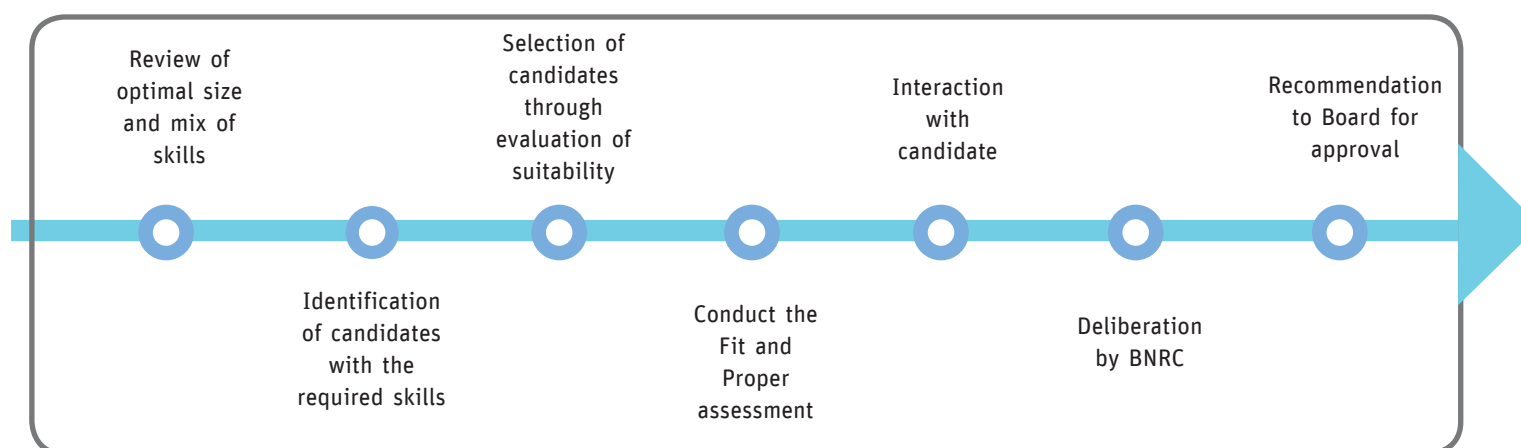 Review of
optimal size
and mix of
skills
Identification
of candidates
with the
required skills
Selection of
candidates
through
evaluation of
suitability
Conduct the
Fit and
Proper
assessment
Interaction
with
candidate
Deliberation
by BNRC
Recommendation
to Board for
approval